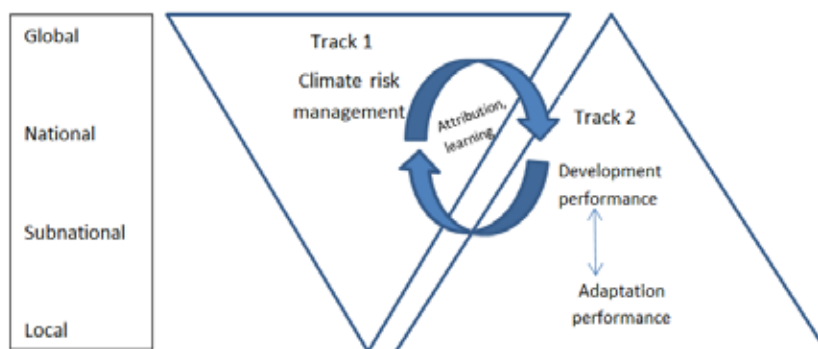 Global
National
Subnational
Local
Track 1
Climate risk
management
Attribution,
learning
Track 2
Development
performance
Adaptation
performance